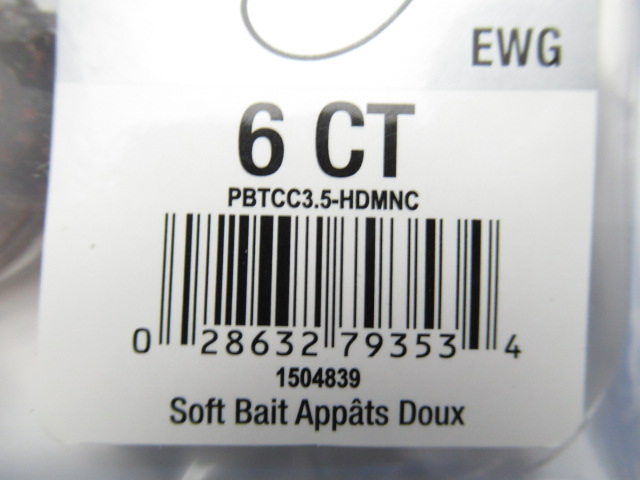 EWG
6 CT
PBTCC3.5-HDMNC
0 28632 79353 4
1504839
Soft Bait Appâts Doux